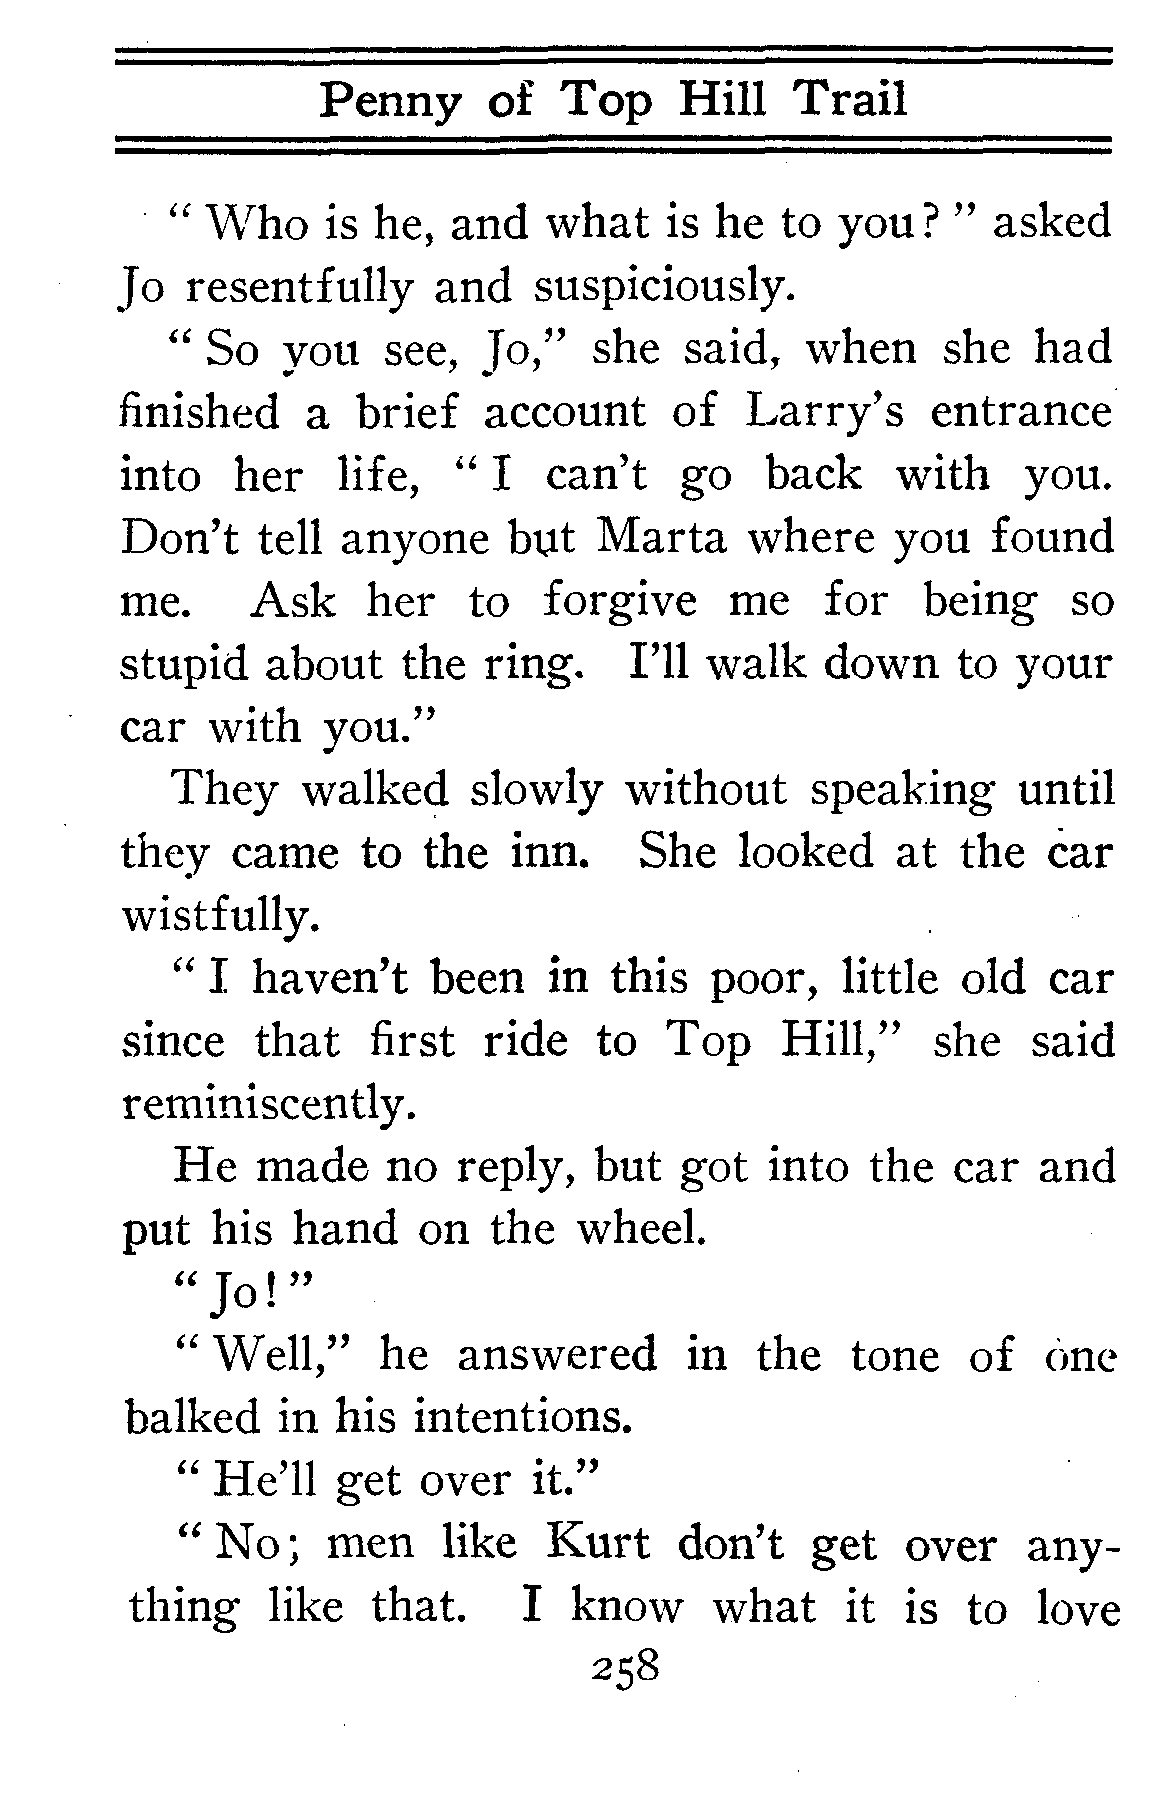 Penny of Top Hill Trail
“ Who is he, and what is he to you? ” asked
Jo resentfully and suspiciously.
“ So you see, Jo,” she said, when she had
finished a brief account of Larry’s entrance
into her life, “ I can’t go back with you.
Don’t tell anyone but Marta where you found
me. Ask her to forgive me for being so
stupid about the ring. I’ll walk down to your
car with you.”
They walked slowly without speaking until
they came to the inn. She looked at the car
wistfully.
“ I haven’t been in this poor, little old car
since that first ride to Top Hill,” she said
reminiscently.
He made no reply, but got into the car and
put his hand on the wheel.
“ Jo! ”
“ Well,” he answered in the tone of one
balked in his intentions.
“ He’ll get over it.”
“ No; men like Kurt don’t get over any-
thing like that. I know what it is to love
258